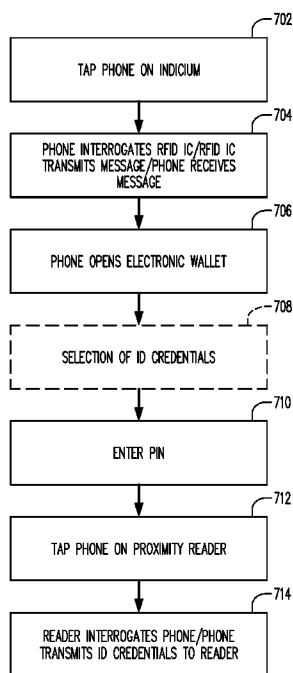 702
TAP PHONE ON INDICIUM
704
PHONE INTERROGATES RFID IC/RFID IC
TRANSMITS MESSAGE/PHONE RECEIVES
MESSAGE
706
PHONE OPENS ELECTRONIC WALLET
708
SELECTION OF ID CREDENTIALS
710
ENTER PIN
712
TAP PHONE ON PROXIMITY READER
714
READER INTERROGATES PHONE/PHONE
TRANSMITS ID CREDENTIALS TO READER